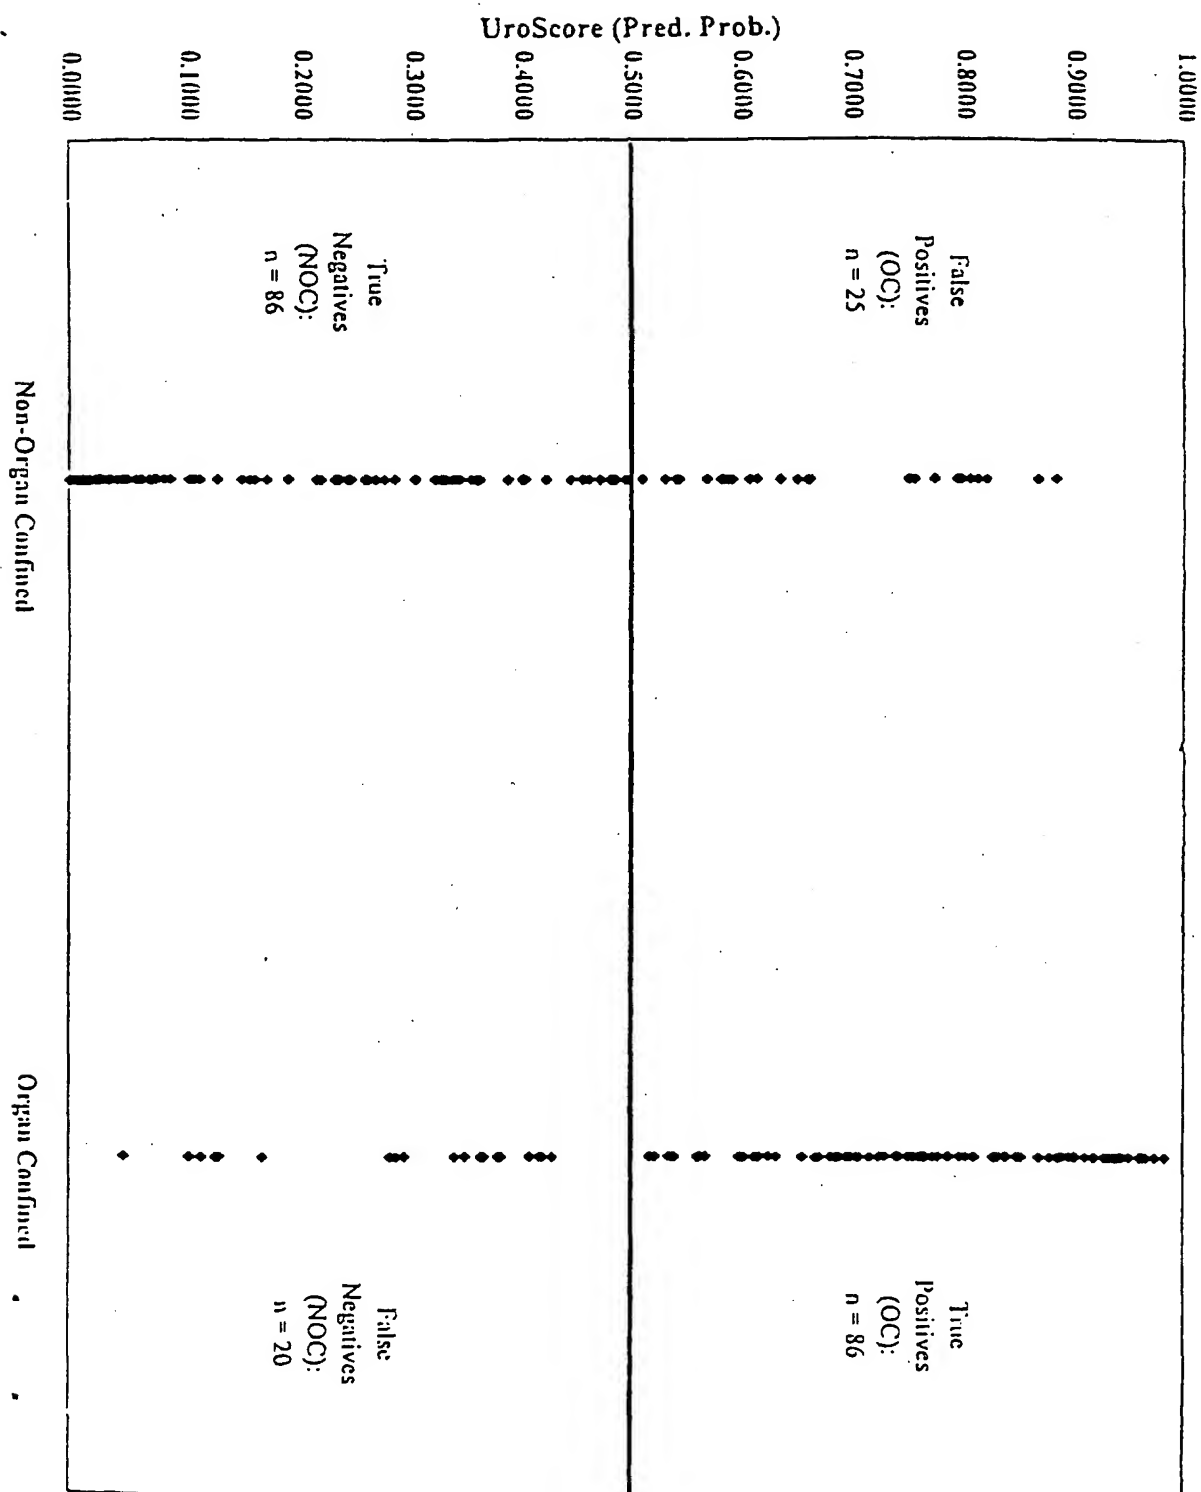 UroScore (Pred. Prob.)
1.0000
0.9000
0.8000
0.7000
0.6000
0.5000
0.4000
0.3000
0.2000
0.1000
0.0000
False
Positives
(OC):
n = 25
True
Negatives
(NOC):
n = 86
True
Positives
(OC):
n = 86
False
Negatives
(NOC):
n = 20
Non-Organ Confined
Organ Confined